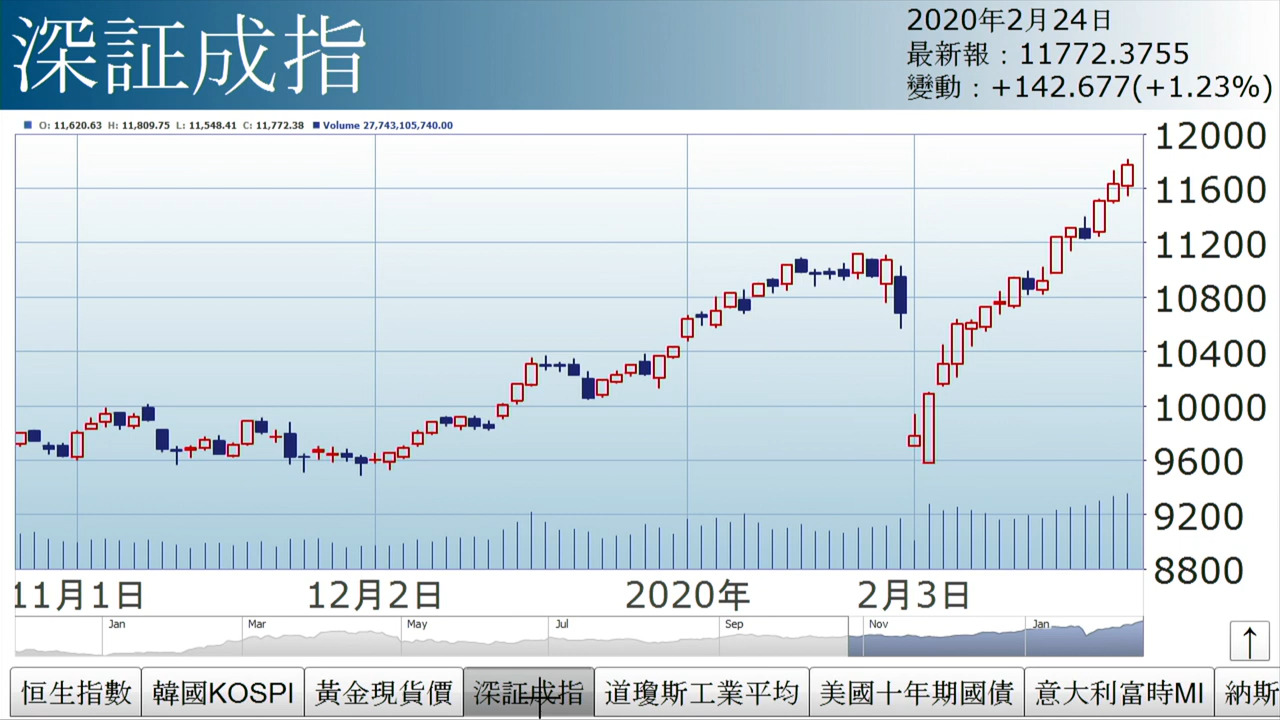 深証成指
2020年2月24日
最新報：11772.3755
變動：+142.677(+1.23%)
O: 11,620.63 H: 11,809.75 L: 11,548.41 C: 11,772.38 Volume 27,743,105,740.00
12000
11600
11200
10800
10400
10000
9600
9200
8800
11月1日 12月2日 2020年 2月3日
Jan Mar May Jul Sep Nov Jan
↑
恒生指數 韓國KOSPI 黃金現貨價 深証成指 道瓊斯工業平均 美國十年期國債 意大利富時MI 納斯